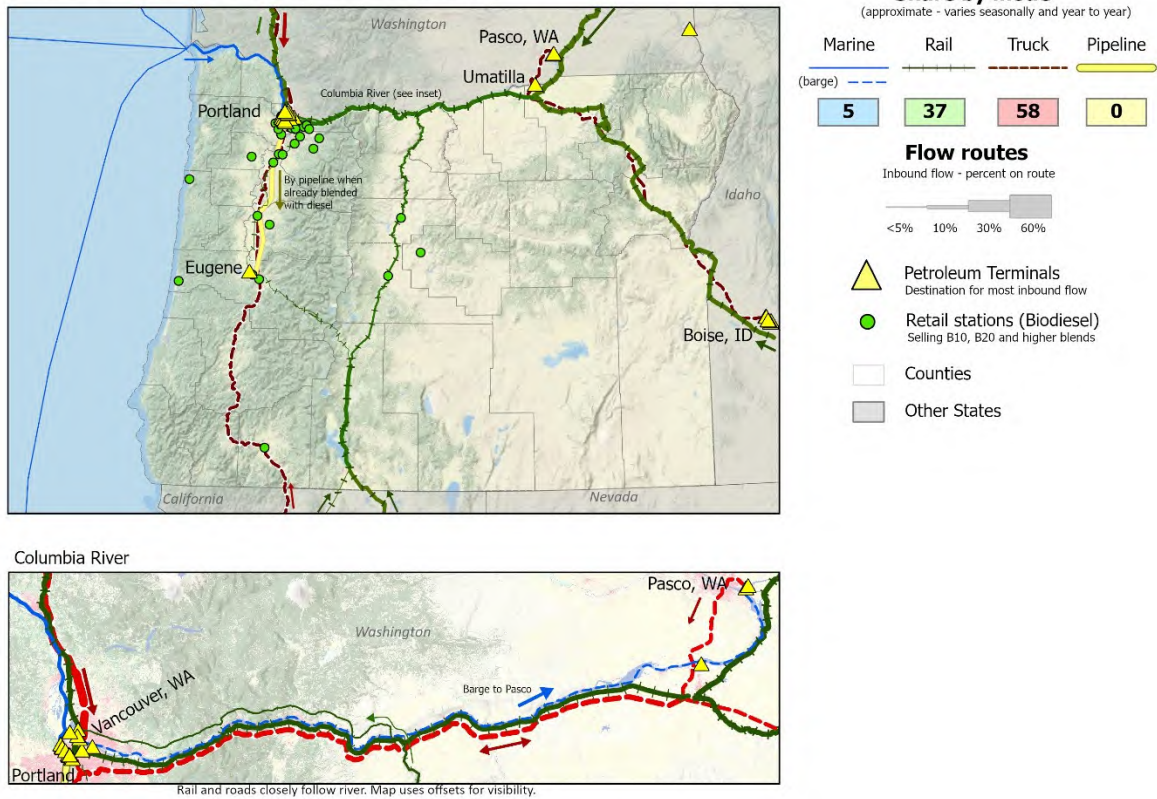 Share by mode
(approximate - varies seasonally and year to year)
Marine
Rail
Truck
Pipeline
(barge)
5
37
58
0
Flow routes
Inbound flow - percent on route
<5%
10%
30%
60%
Petroleum Terminals
Destination for most inbound flow
Retail stations (Biodiesel)
Selling B10, B20 and higher blends
Counties
Other States
Washington
Pasco, WA
Umatilla
Columbia River (see inset)
Portland
By pipeline when
already blended
with diesel
Idaho
Eugene
Boise, ID
California
Nevada
Columbia River
Pasco, WA
Washington
Barge to Pasco
Vancouver, WA
Portland
Rail and roads closely follow river. Map uses offsets for visibility.